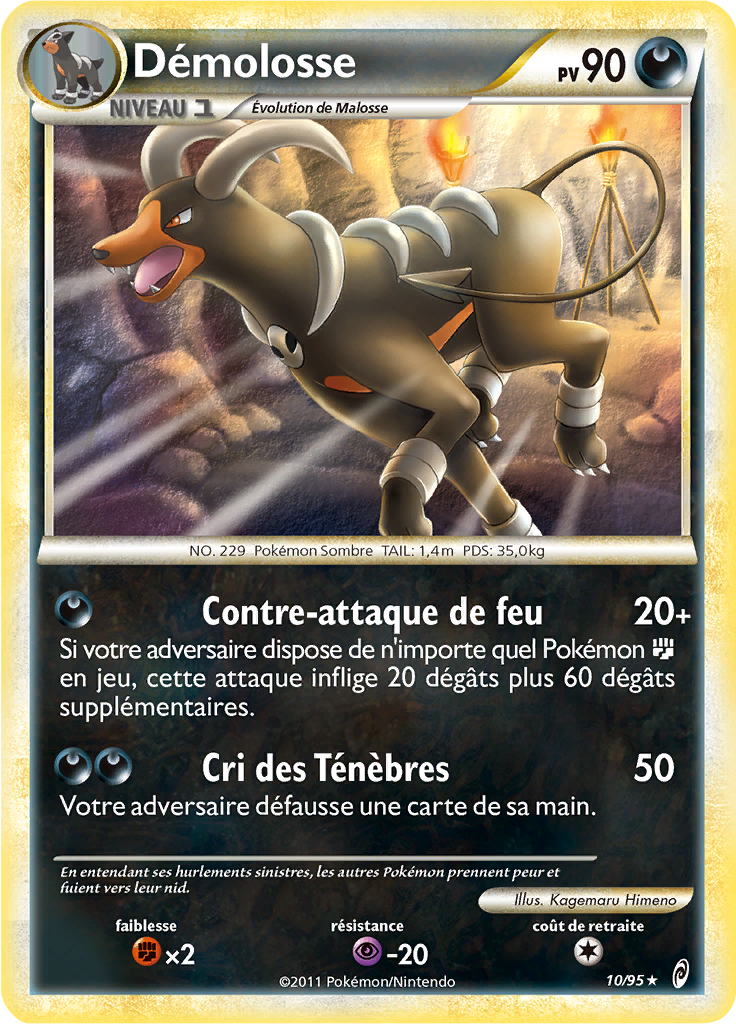 Démolosse
PV 90
NIVEAU 1
Évolution de Malosse
NO. 229 Pokémon Sombre TAIL: 1,4m PDS: 35,0kg
Contre-attaque de feu 20+
Si votre adversaire dispose de n'importe quel Pokémon
en jeu, cette attaque inflige 20 dégâts plus 60 dégâts
supplémentaires.
Cri des Ténèbres 50
Votre adversaire défausse une carte de sa main.
En entendant ses hurlements sinistres, les autres Pokémon prennent peur et
fuient vers leur nid.
Illus. Kagemaru Himeno
faiblesse résistance coût de retraite
×2 -20
©2011 Pokémon/Nintendo 10/95★